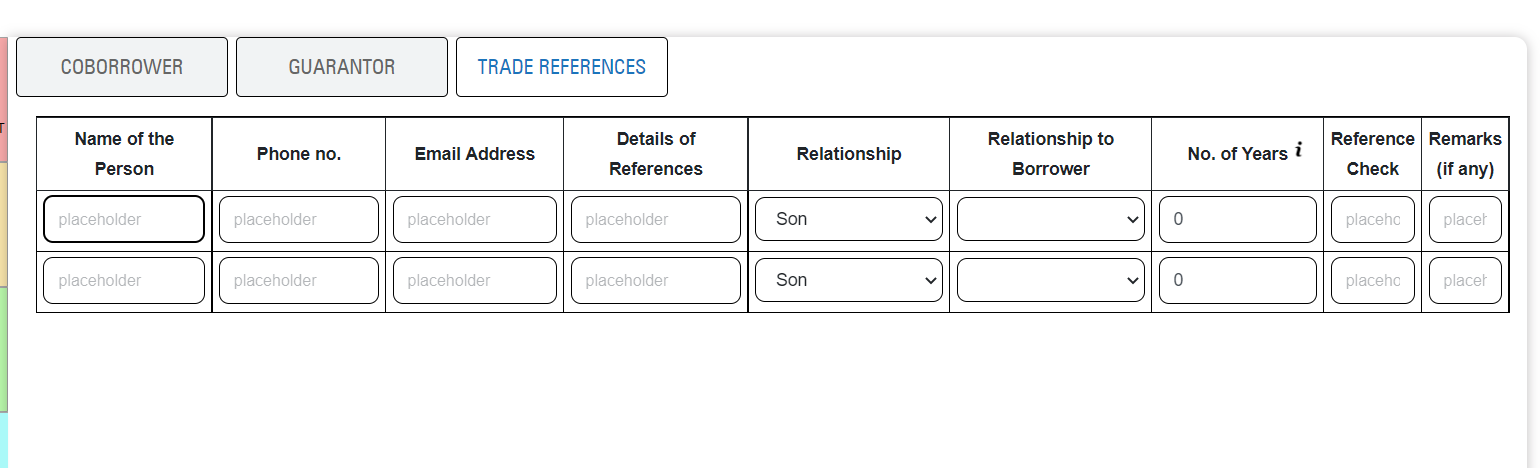 COBORROWER
GUARANTOR
TRADE REFERENCES
T
Name of the
Person
Phone no.
Email Address
Details of
References
Relationship
Relationship to
Borrower
No. of Years i
Reference
Check
Remarks
(if any)
placeholder
placeholder
placeholder
placeholder
Son
0
placeho
placeh
placeholder
placeholder
placeholder
placeholder
Son
0
placeho
placeh